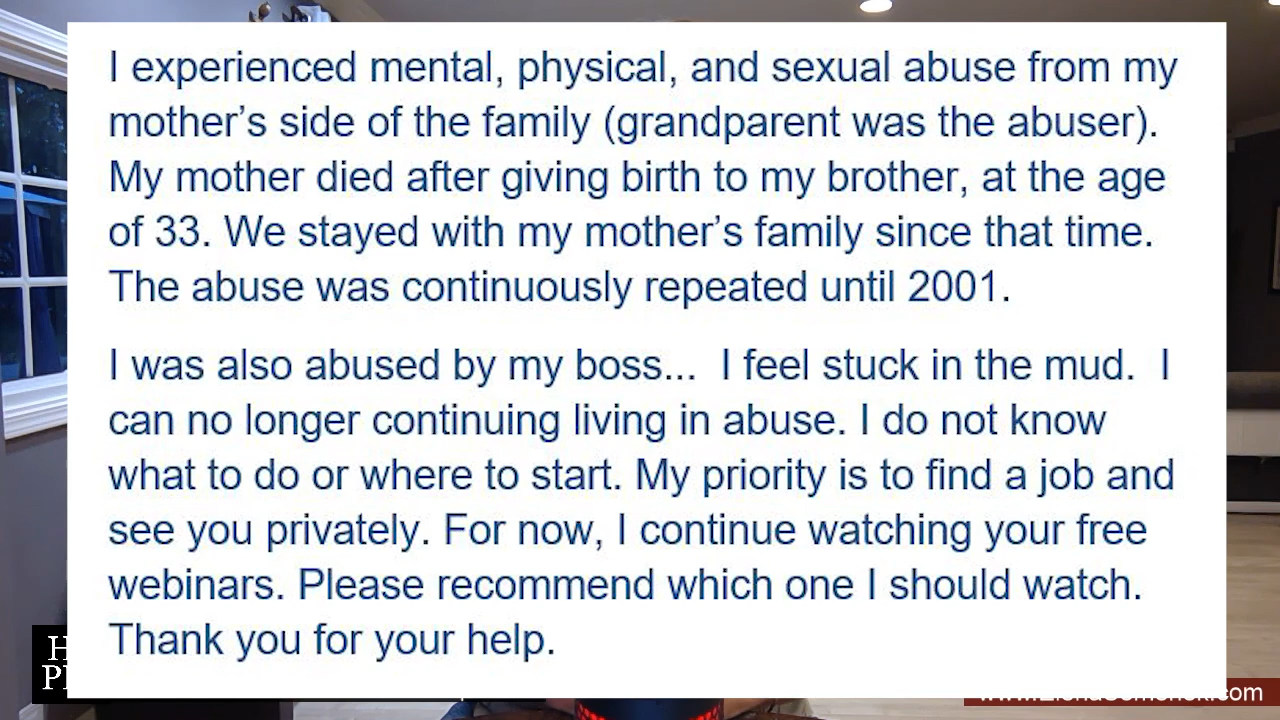 I experienced mental, physical, and sexual abuse from my
mother's side of the family (grandparent was the abuser).
My mother died after giving birth to my brother, at the age
of 33. We stayed with my mother's family since that time.
The abuse was continuously repeated until 2001.
I was also abused by my boss...  I feel stuck in the mud.  I
can no longer continuing living in abuse. I do not know
what to do or where to start. My priority is to find a job and
see you privately. For now, I continue watching your free
webinars. Please recommend which one I should watch.
Thank you for your help.